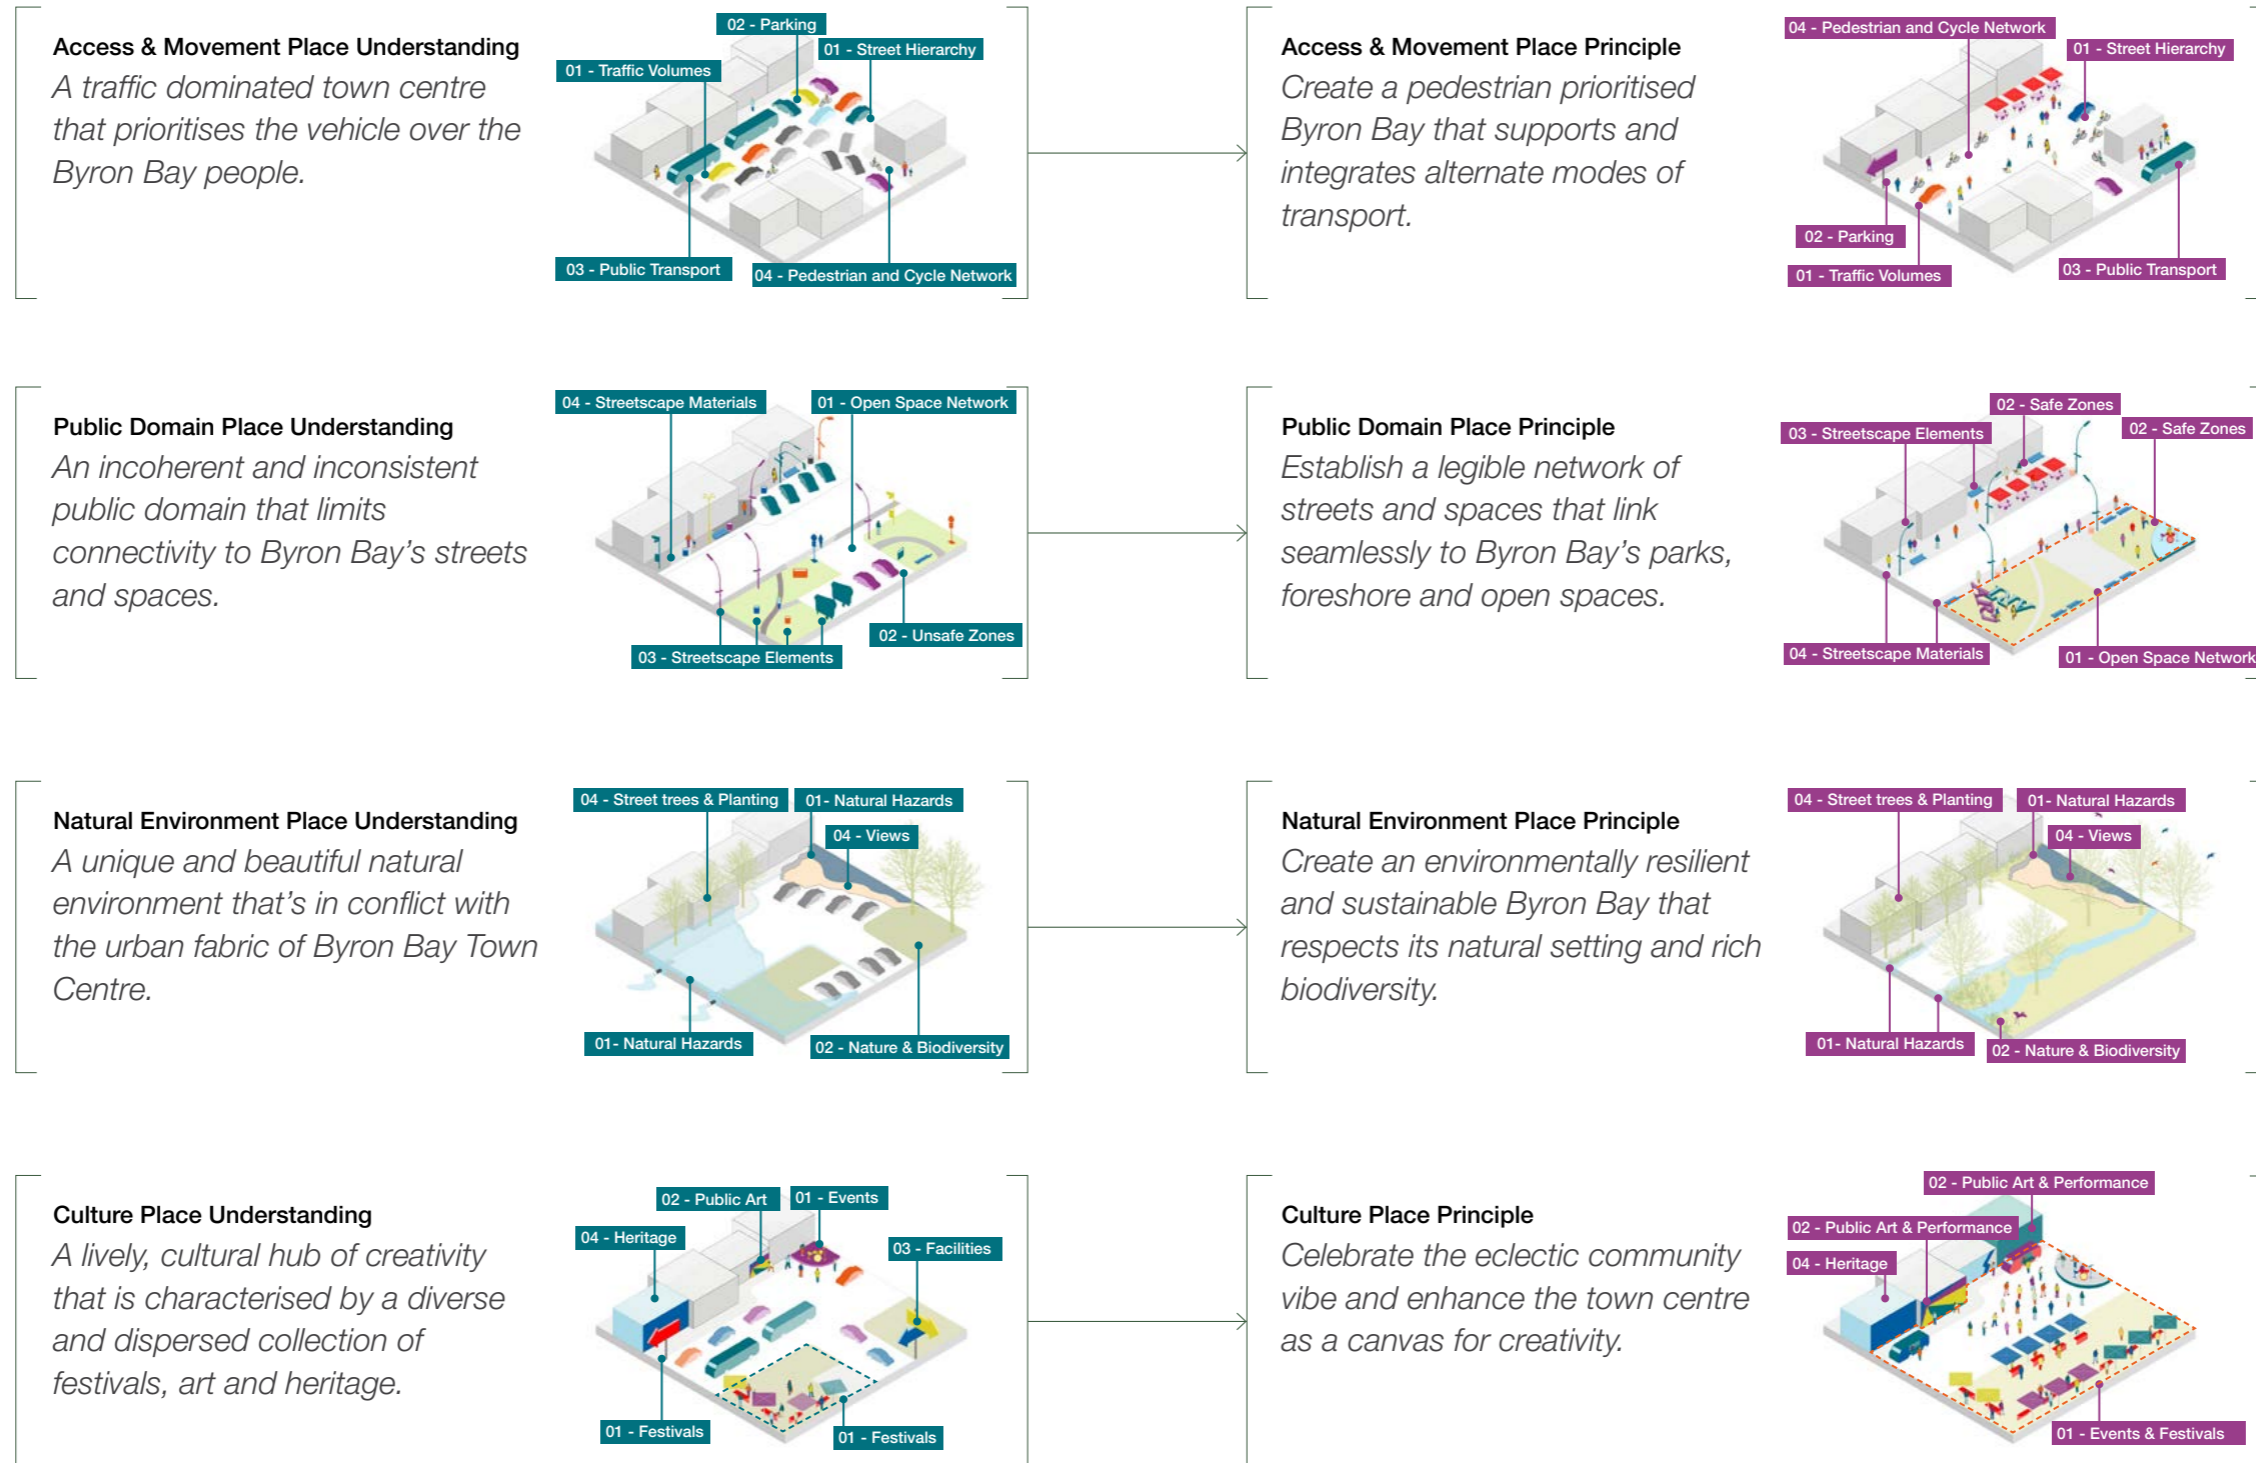 Access & Movement Place Understanding
A traffic dominated town centre
that prioritises the vehicle over the
Byron Bay people.
02 - Parking
01 - Street Hierarchy
01 - Traffic Volumes
03 - Public Transport
04 - Pedestrian and Cycle Network
Access & Movement Place Principle
Create a pedestrian prioritised
Byron Bay that supports and
integrates alternate modes of
transport.
04 - Pedestrian and Cycle Network
01 - Street Hierarchy
02 - Parking
01 - Traffic Volumes
03 - Public Transport
Public Domain Place Understanding
An incoherent and inconsistent
public domain that limits
connectivity to Byron Bay’s streets
and spaces.
04 - Streetscape Materials
01 - Open Space Network
02 - Unsafe Zones
03 - Streetscape Elements
Public Domain Place Principle
Establish a legible network of
streets and spaces that link
seamlessly to Byron Bay’s parks,
foreshore and open spaces.
02 - Safe Zones
02 - Safe Zones
03 - Streetscape Elements
04 - Streetscape Materials
01 - Open Space Network
Natural Environment Place Understanding
A unique and beautiful natural
environment that’s in conflict with
the urban fabric of Byron Bay Town
Centre.
04 - Street trees & Planting
01- Natural Hazards
04 - Views
01- Natural Hazards
02 - Nature & Biodiversity
Natural Environment Place Principle
Create an environmentally resilient
and sustainable Byron Bay that
respects its natural setting and rich
biodiversity.
04 - Street trees & Planting
01- Natural Hazards
04 - Views
01- Natural Hazards
02 - Nature & Biodiversity
Culture Place Understanding
A lively, cultural hub of creativity
that is characterised by a diverse
and dispersed collection of
festivals, art and heritage.
02 - Public Art
01 - Events
04 - Heritage
03 - Facilities
01 - Festivals
01 - Festivals
Culture Place Principle
Celebrate the eclectic community
vibe and enhance the town centre
as a canvas for creativity.
02 - Public Art & Performance
02 - Public Art & Performance
04 - Heritage
01 - Events & Festivals